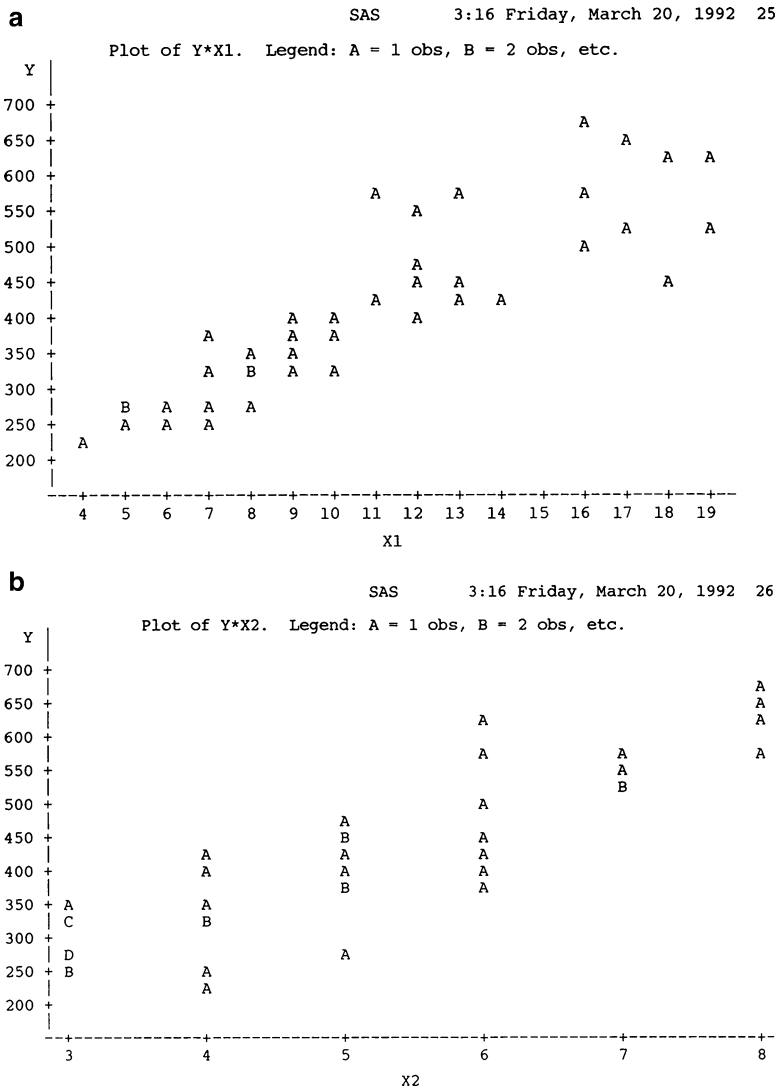 a
SAS 3:16 Friday, March 20, 1992 25
Plot of Y*X1. Legend: A = 1 obs, B = 2 obs, etc.
Y
700 +
A
650 + A
A A
600 +
A A A
550 + A
A A
500 + A
A
450 + A A A
A A A
400 + A A A
A A A
350 + A A
A B A A
300 +
B A A A
250 + A A A
A
200 +
4 5 6 7 8 9 10 11 12 13 14 15 16 17 18 19
X1
b
SAS 3:16 Friday, March 20, 1992 26
Plot of Y*X2. Legend: A = 1 obs, B = 2 obs, etc.
Y
700 +
A
650 + A
A A
600 +
A A A
550 + A
B
500 + A
A
450 + B A
A A A
400 + A A A
B A
350 + A A
C B
300 +
D A
250 + B A
A
200 +
3 4 5 6 7 8
X2